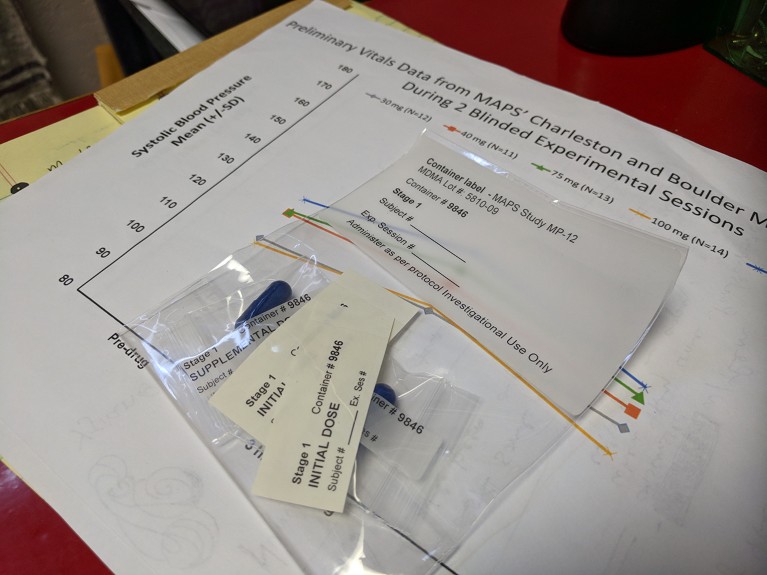 Preliminary Vitals Data from MAPS' Charleston and Boulder
During 2 Blinded Experimental Sessions
30 mg (N=12)
40 mg (N=11)
75 mg (N=13)
100 mg (N=14)
Systolic Blood Pressure
Mean (+/-SD)
180
170
160
150
140
130
120
110
100
90
80
Pre-drug
Container label - MAPS Study MP-12
MDMA Lot # 5810-09
Container # 9846
Stage 1
Subject #
Exp. Session #
Administer as per protocol Investigational Use Only
Container # 9846
Stage 1
SUPPLEMENTAL
Subject #
Stage 1
Stage 1 Container # 9846
INITIAL DOSE
Subject # Ex. Ses #
# 9846